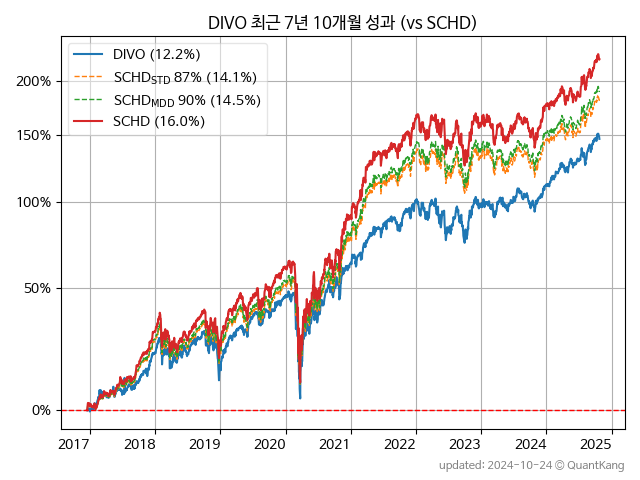 DIVO 최근 7년 10개월 성과 (vs SCHD)
DIVO (12.2%)
SCHD_STD 87% (14.1%)
SCHD_MDD 90% (14.5%)
SCHD (16.0%)
200%
150%
100%
50%
0%
2017 2018 2019 2020 2021 2022 2023 2024 2025
updated: 2024-10-24 © QuantKang